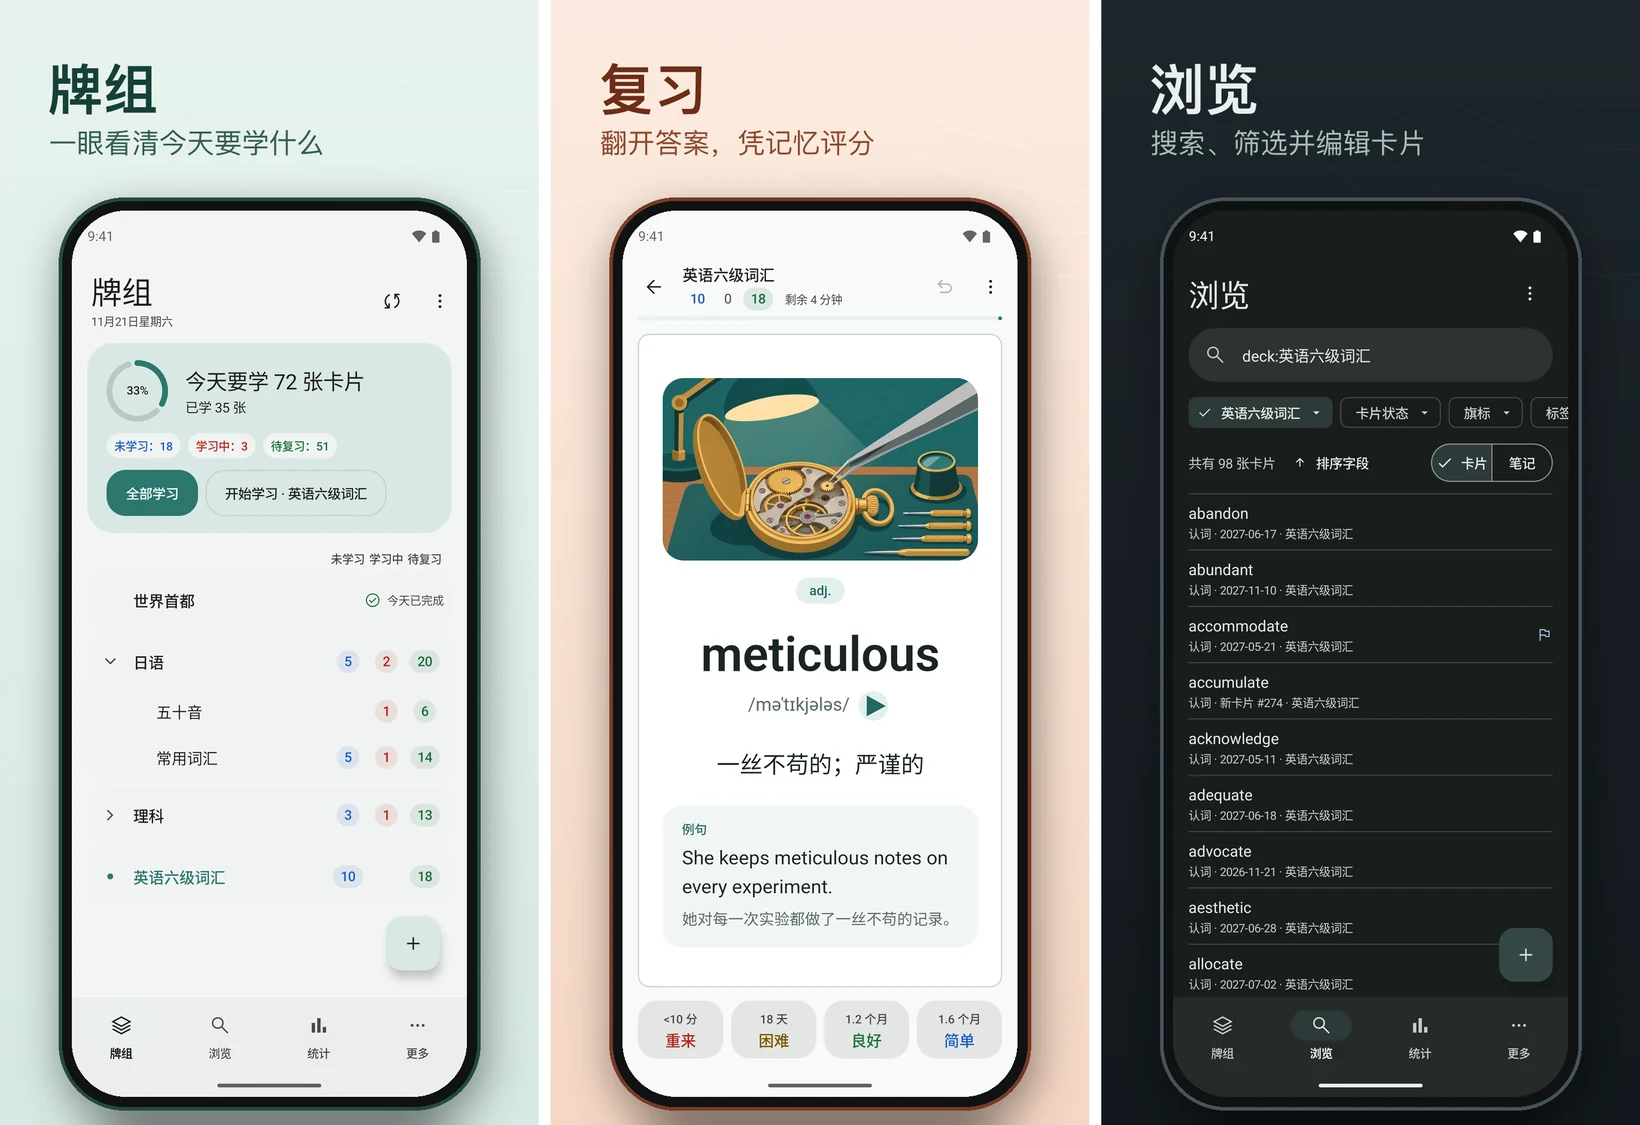 牌组
一眼看清今天要学什么
9:41
牌组
11月21日星期六
33%
今天要学 72 张卡片
已学 35 张
未学习：18 学习中：3 待复习：51
全部学习 开始学习 · 英语六级词汇
未学习 学习中 待复习
世界首都 今天已完成
日语 5 2 20
五十音 1 6
常用词汇 5 1 14
理科 3 1 13
英语六级词汇 10 18
+
牌组 浏览 统计 更多
复习
翻开答案，凭记忆评分
9:41
英语六级词汇
10 0 18 剩余 4 分钟
adj.
meticulous
/məˈtɪkjələs/
一丝不苟的；严谨的
例句
She keeps meticulous notes on
every experiment.
她对每一次实验都做了一丝不苟的记录。
<10 分 18 天 1.2 个月 1.6 个月
重来 困难 良好 简单
浏览
搜索、筛选并编辑卡片
9:41
浏览
deck:英语六级词汇
英语六级词汇 卡片状态 旗标 标签
共有 98 张卡片 排序字段 卡片 笔记
abandon
认词 · 2027-06-17 · 英语六级词汇
abundant
认词 · 2027-11-10 · 英语六级词汇
accommodate
认词 · 2027-05-21 · 英语六级词汇
accumulate
认词 · 新卡片 #274 · 英语六级词汇
acknowledge
认词 · 2027-05-11 · 英语六级词汇
adequate
认词 · 2027-06-18 · 英语六级词汇
advocate
认词 · 2026-11-21 · 英语六级词汇
aesthetic
认词 · 2027-06-28 · 英语六级词汇
allocate
认词 · 2027-07-02 · 英语六级词汇
+
牌组 浏览 统计 更多